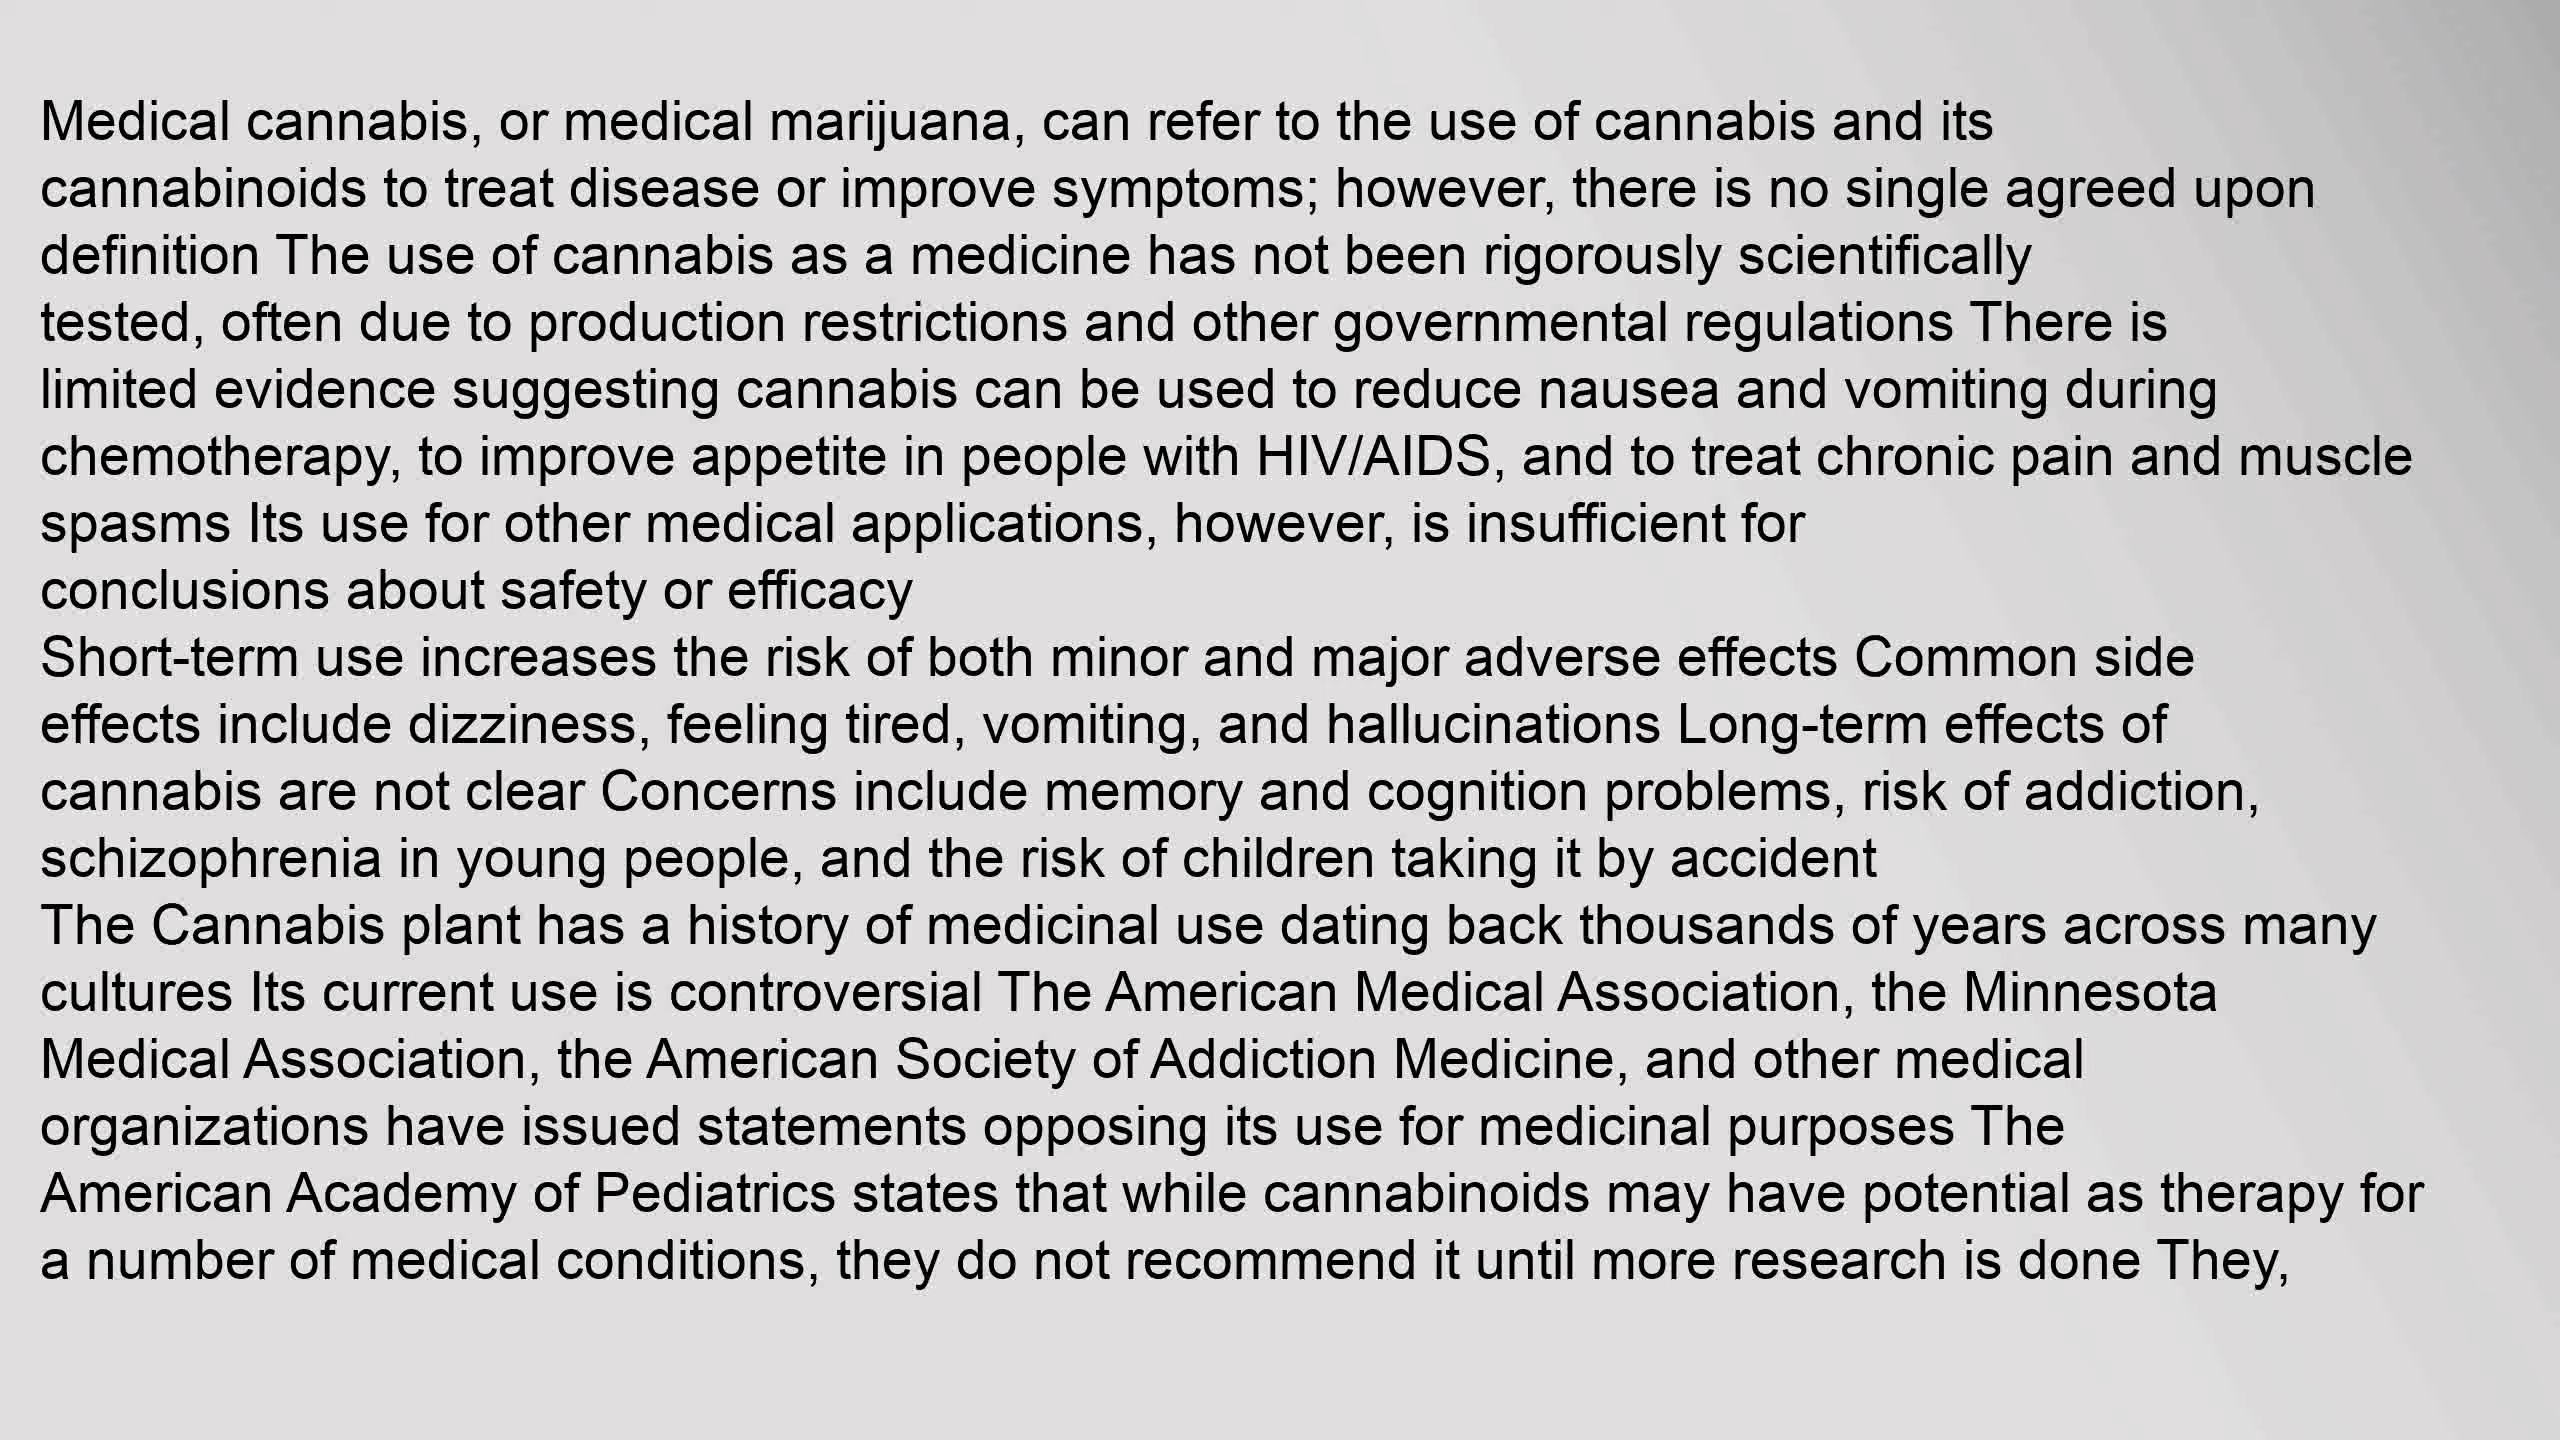 Medical cannabis, or medical marijuana, can refer to the use of cannabis and its
cannabinoids to treat disease or improve symptoms; however, there is no single agreed upon
definition The use of cannabis as a medicine has not been rigorously scientifically
tested, often due to production restrictions and other governmental regulations There is
limited evidence suggesting cannabis can be used to reduce nausea and vomiting during
chemotherapy, to improve appetite in people with HIV/AIDS, and to treat chronic pain and muscle
spasms Its use for other medical applications, however, is insufficient for
conclusions about safety or efficacy
Short-term use increases the risk of both minor and major adverse effects Common side
effects include dizziness, feeling tired, vomiting, and hallucinations Long-term effects of
cannabis are not clear Concerns include memory and cognition problems, risk of addiction,
schizophrenia in young people, and the risk of children taking it by accident
The Cannabis plant has a history of medicinal use dating back thousands of years across many
cultures Its current use is controversial The American Medical Association, the Minnesota
Medical Association, the American Society of Addiction Medicine, and other medical
organizations have issued statements opposing its use for medicinal purposes The
American Academy of Pediatrics states that while cannabinoids may have potential as therapy for
a number of medical conditions, they do not recommend it until more research is done They,